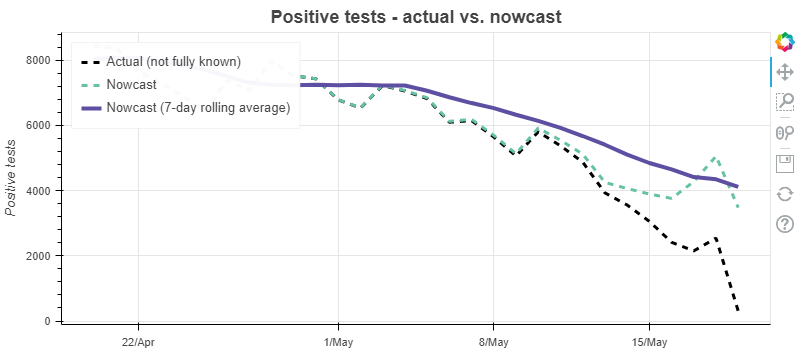 Positive tests - actual vs. nowcast
8000
6000
4000
2000
0
Positive tests
Actual (not fully known)
Nowcast
Nowcast (7-day rolling average)
22/Apr
1/May
8/May
15/May